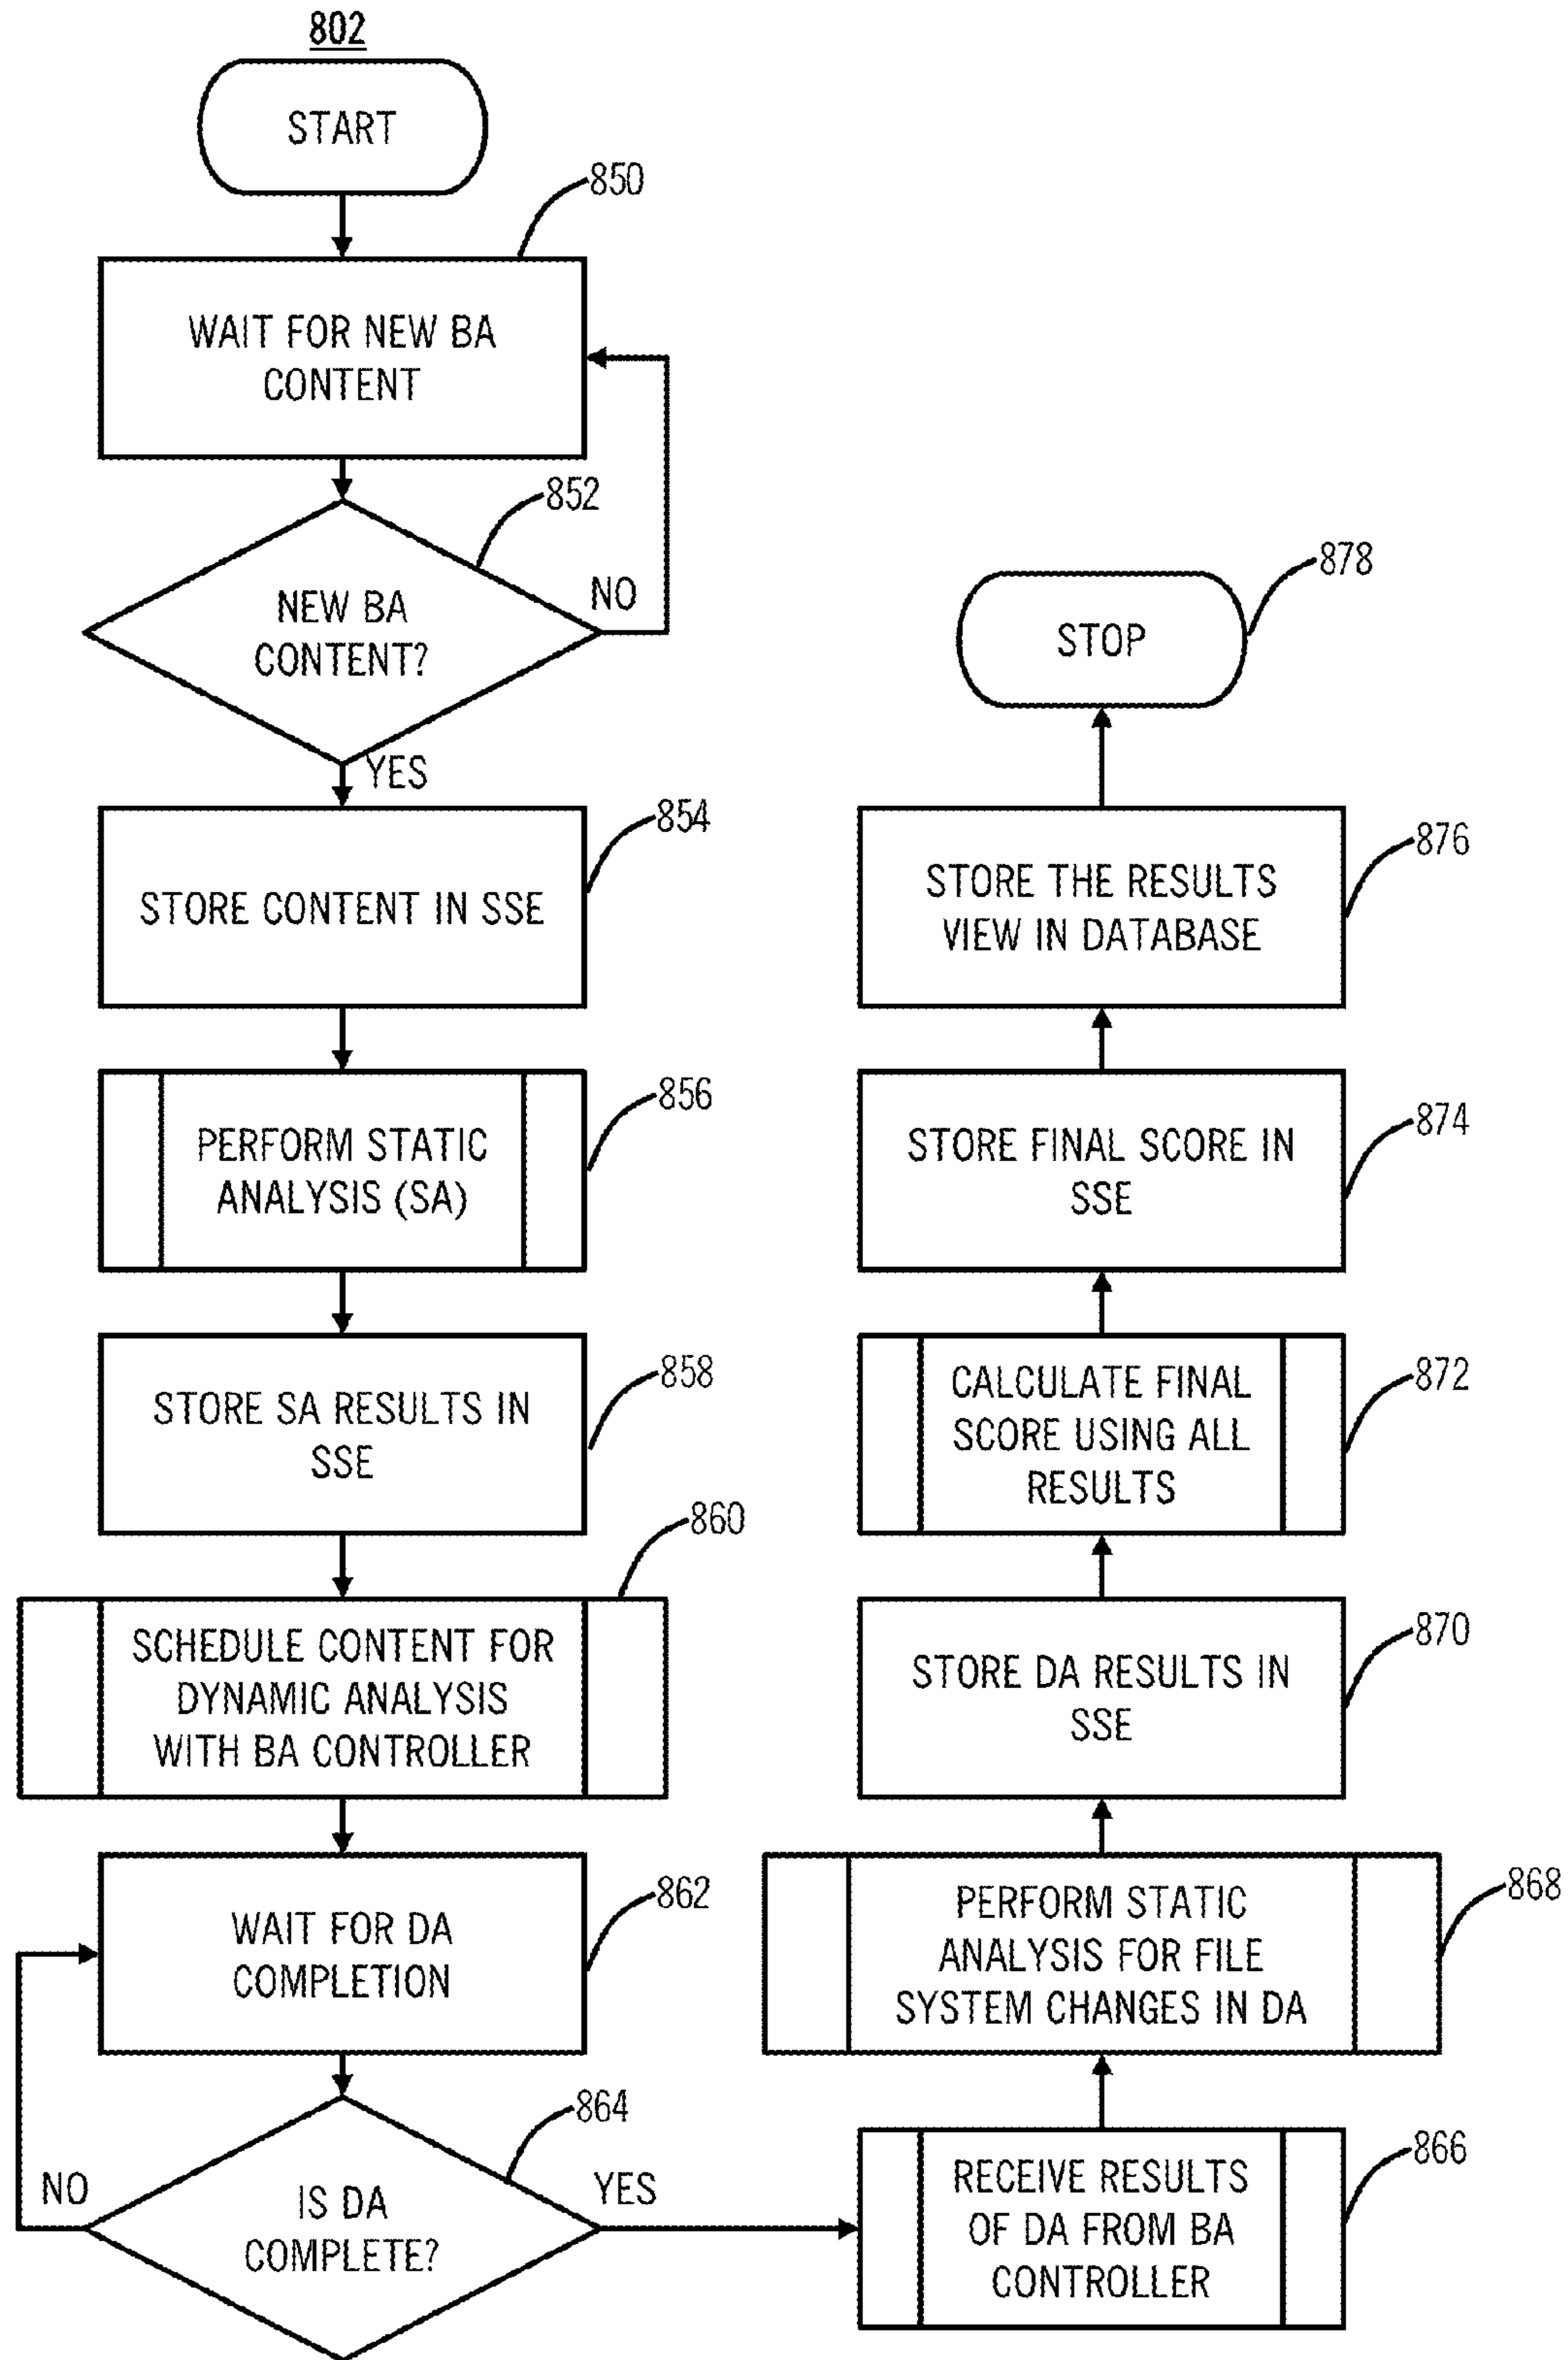 802
START
850
WAIT FOR NEW BA
CONTENT
852
NEW BA
CONTENT?
NO
YES
854
STORE CONTENT IN SSE
856
PERFORM STATIC
ANALYSIS (SA)
858
STORE SA RESULTS IN
SSE
860
SCHEDULE CONTENT FOR
DYNAMIC ANALYSIS
WITH BA CONTROLLER
862
WAIT FOR DA
COMPLETION
864
IS DA
COMPLETE?
NO
YES
866
RECEIVE RESULTS
OF DA FROM BA
CONTROLLER
868
PERFORM STATIC
ANALYSIS FOR FILE
SYSTEM CHANGES IN DA
870
STORE DA RESULTS IN
SSE
872
CALCULATE FINAL
SCORE USING ALL
RESULTS
874
STORE FINAL SCORE IN
SSE
876
STORE THE RESULTS
VIEW IN DATABASE
878
STOP